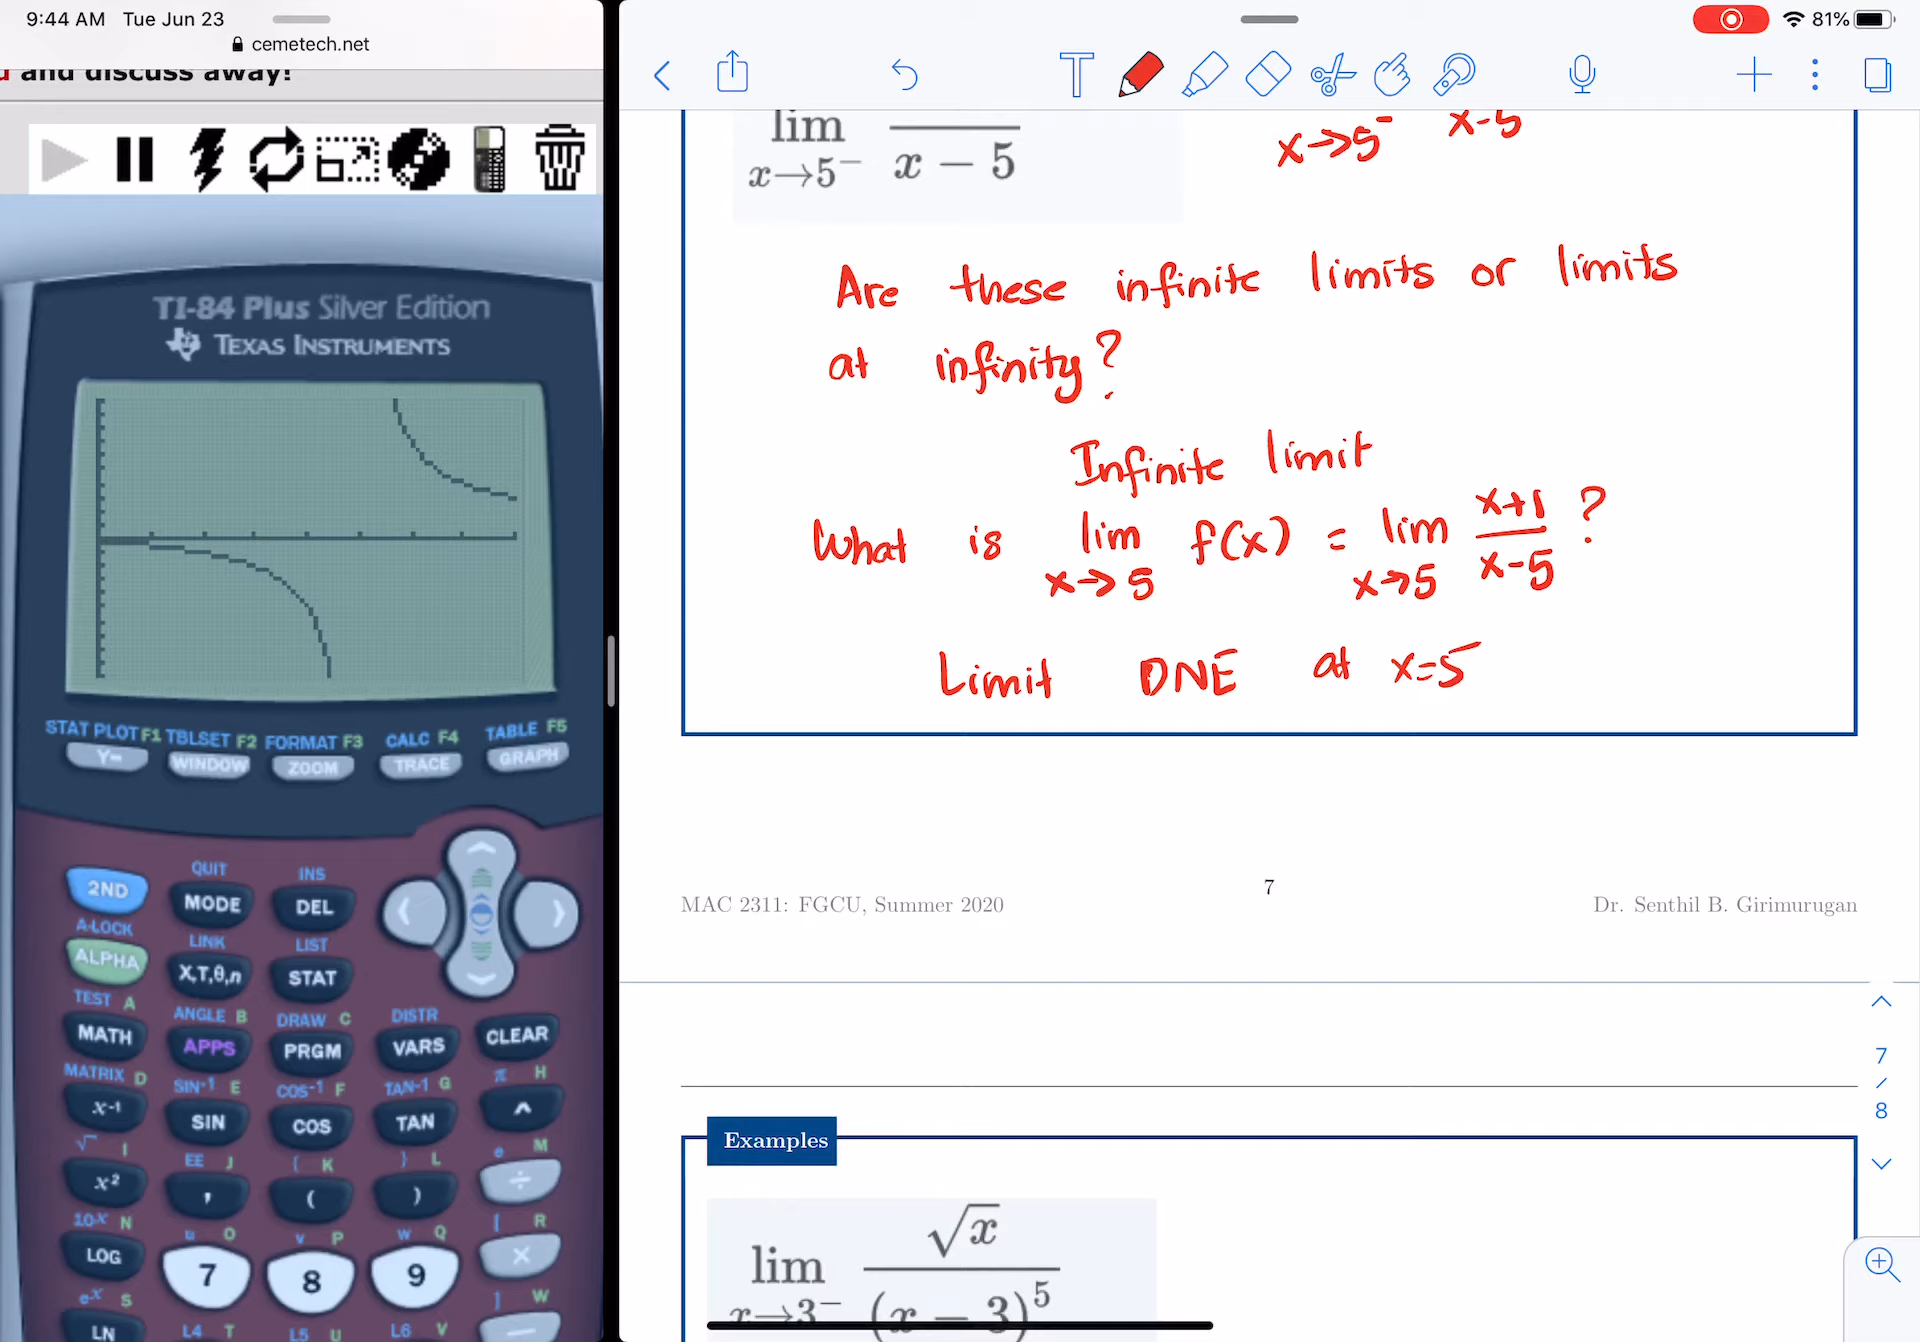 9:44 AM Tue Jun 23
cemetech.net
and discuss away!
81%
TI-84 Plus Silver Edition
TEXAS INSTRUMENTS
STAT PLOT F1 TBLSET F2 FORMAT F3 CALC F4 TABLE F5
Y= WINDOW ZOOM TRACE GRAPH
QUIT INS
2ND MODE DEL
A-LOCK LINK LIST
ALPHA X,T,θ,n STAT
TEST A ANGLE B DRAW C DISTR
MATH APPS PRGM VARS CLEAR
MATRIX D SIN⁻¹ E COS⁻¹ F TAN⁻¹ G π H
x⁻¹ SIN COS TAN ^
√ I EE J { K } L e M
x² , ( ) ÷
10ˣ N u O v P w Q [ R
LOG 7 8 9 ×
eˣ S L4 T L5 U L6 V ] W
LN −
lim x→5⁻ x − 5
x→5⁻ x-5
Are these infinite limits or limits
at infinity?
Infinite limit
What is lim x→5 f(x) = lim x→5 x+1/x-5 ?
Limit DNE at x=5
7
MAC 2311: FGCU, Summer 2020
Dr. Senthil B. Girimurugan
7
/
8
Examples
lim x→3⁻ √x/(x − 3)⁵